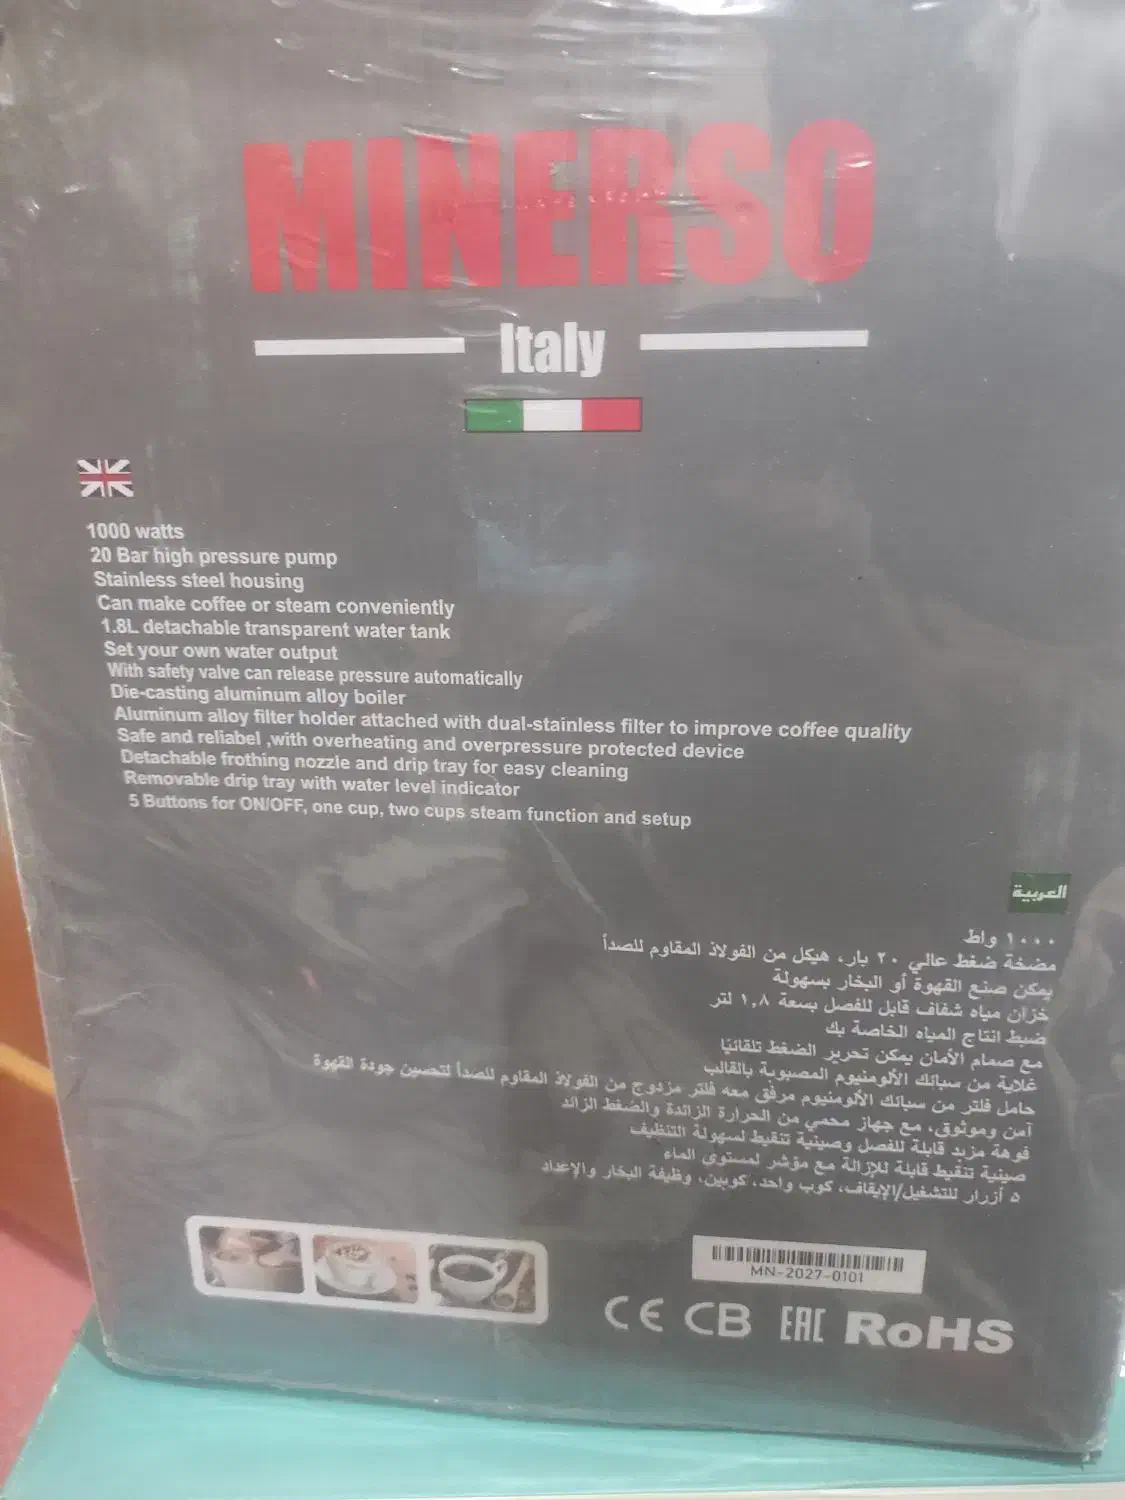 MINERSO
Italy
1000 watts
20 Bar high pressure pump
Stainless steel housing
Can make coffee or steam conveniently
1.8L detachable transparent water tank
Set your own water output
With safety valve can release pressure automatically
Die-casting aluminum alloy boiler
Aluminum alloy filter holder attached with dual-stainless filter to improve coffee quality
Safe and reliabel ,with overheating and overpressure protected device
Detachable frothing nozzle and drip tray for easy cleaning
Removable drip tray with water level indicator
5 Buttons for ON/OFF, one cup, two cups steam function and setup
العربية
١٠٠٠ واط
مضخة ضغط عالي ٢٠ بار، هيكل من الفولاذ المقاوم للصدأ
يمكن صنع القهوة أو البخار بسهولة
خزان مياه شفاف قابل للفصل بسعة ١,٨ لتر
ضبط انتاج المياه الخاصة بك
مع صمام الأمان يمكن تحرير الضغط تلقائيًا
غلاية من سبائك الألومنيوم المصبوبة بالقالب
حامل فلتر من سبائك الألومنيوم مرفق معه فلتر مزدوج من الفولاذ المقاوم للصدأ لتحسين جودة القهوة
آمن وموثوق، مع جهاز محمي من الحرارة الزائدة والضغط الزائد
فوهة مزبد قابلة للفصل وصينية تنقيط لسهولة التنظيف
صينية تنقيط قابلة للإزالة مع مؤشر لمستوى الماء
٥ أزرار للتشغيل/الإيقاف، كوب واحد، كوبين، وظيفة البخار والإعداد
MN-2027-0101
CE CB EAC RoHS